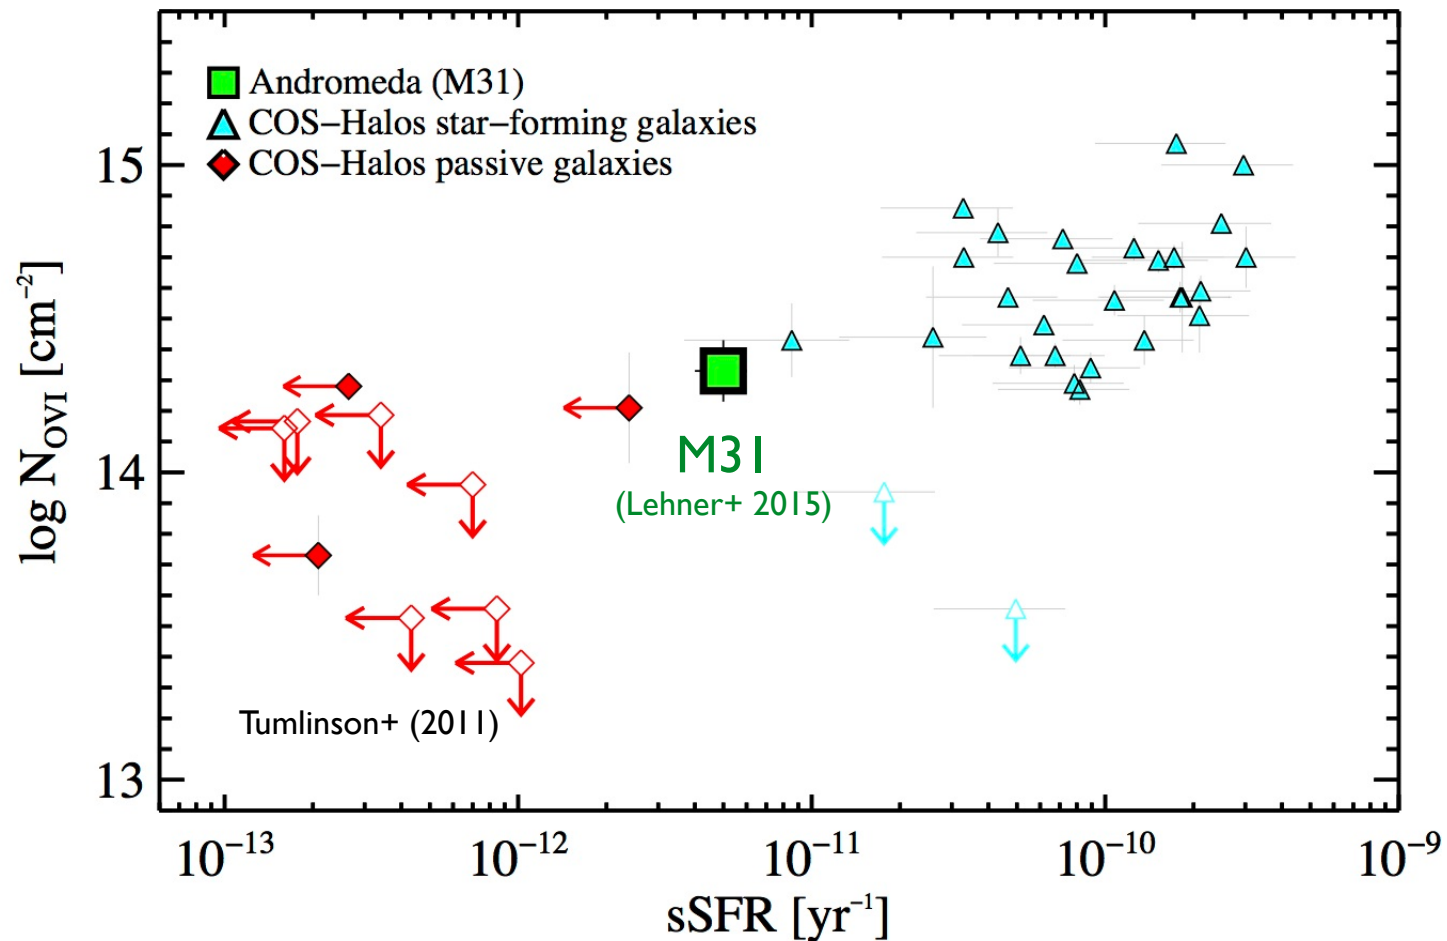 Andromeda (M31)
COS−Halos star−forming galaxies
COS−Halos passive galaxies
15
14
13
log N_OVI [cm⁻²]
M31
(Lehner+ 2015)
Tumlinson+ (2011)
10⁻¹³ 10⁻¹² 10⁻¹¹ 10⁻¹⁰ 10⁻⁹
sSFR [yr⁻¹]